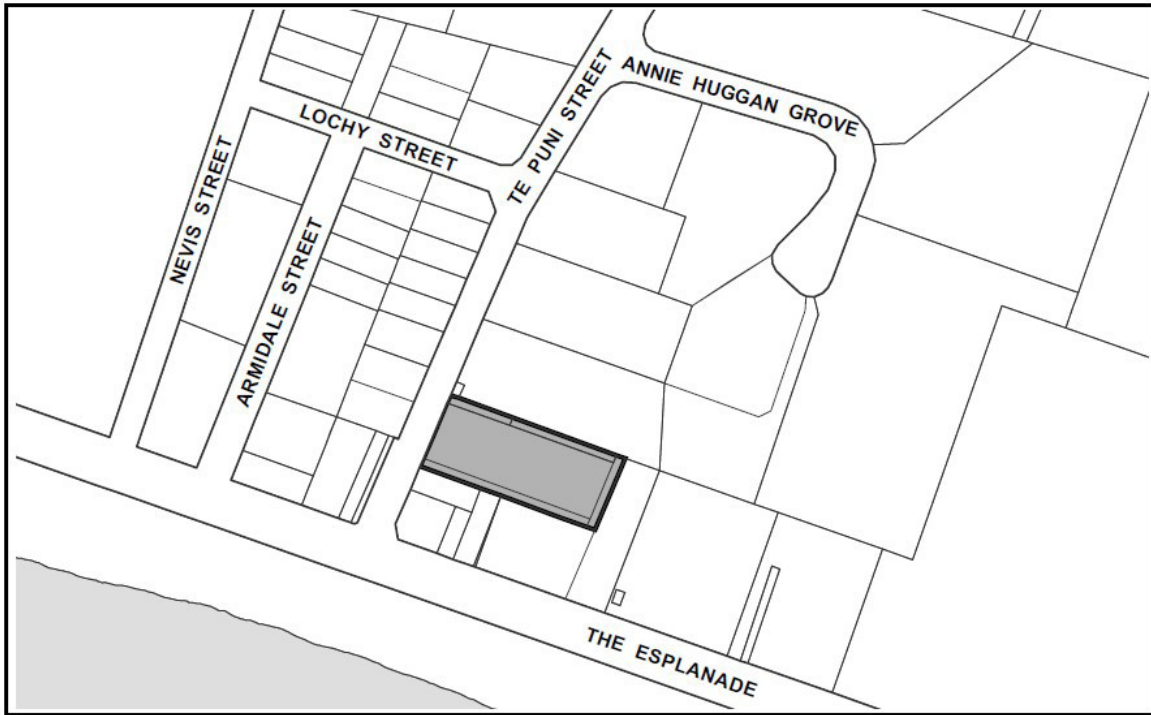 ANNIE HUGGAN GROVE
TE PUNI STREET
LOCHY STREET
NEVIS STREET
ARMIDALE STREET
THE ESPLANADE